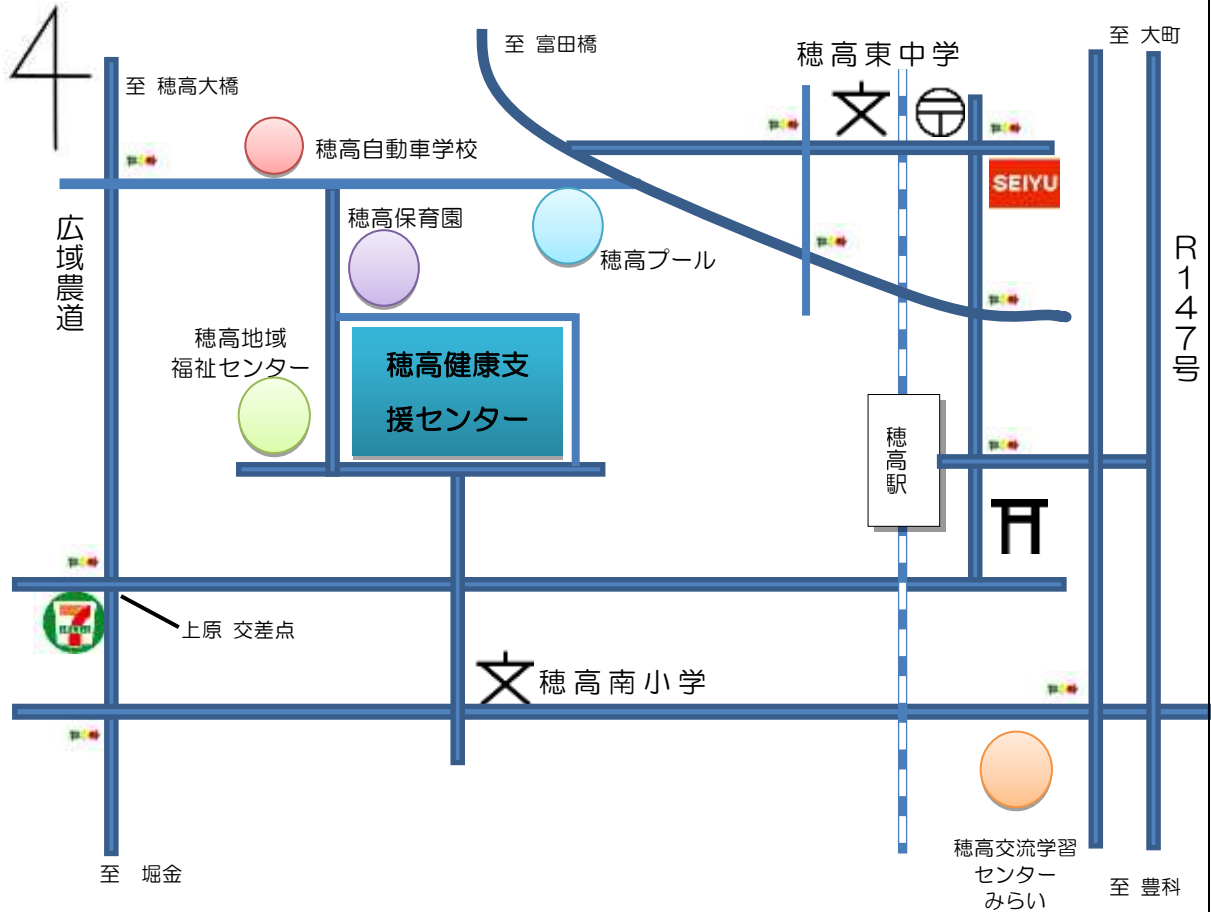 至 大町
至 富田橋
穂高東中学
至 穂高大橋
穂高自動車学校
SEIYU
穂高保育園
広域農道
穂高プール
R147号
穂高地域
福祉センター
穂高健康支
援センター
穂高駅
7
ELEVEN
上原 交差点
穂高南小学
穂高交流学習
センター
みらい
至 堀金
至 豊科